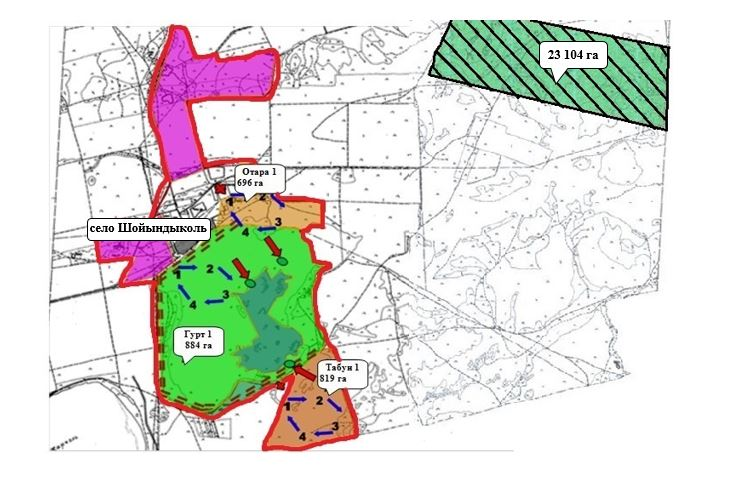 23 104 га
Отара 1
696 га
1 2
4 3
село Шойындыколь
1 2
4 3
Гурт 1
884 га
Табун 1
819 га
1 2
4 3